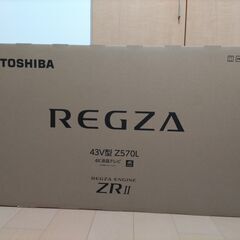 TOSHIBA
REGZA
43V型 Z570L
4K液晶テレビ
REGZA ENGINE
ZRII